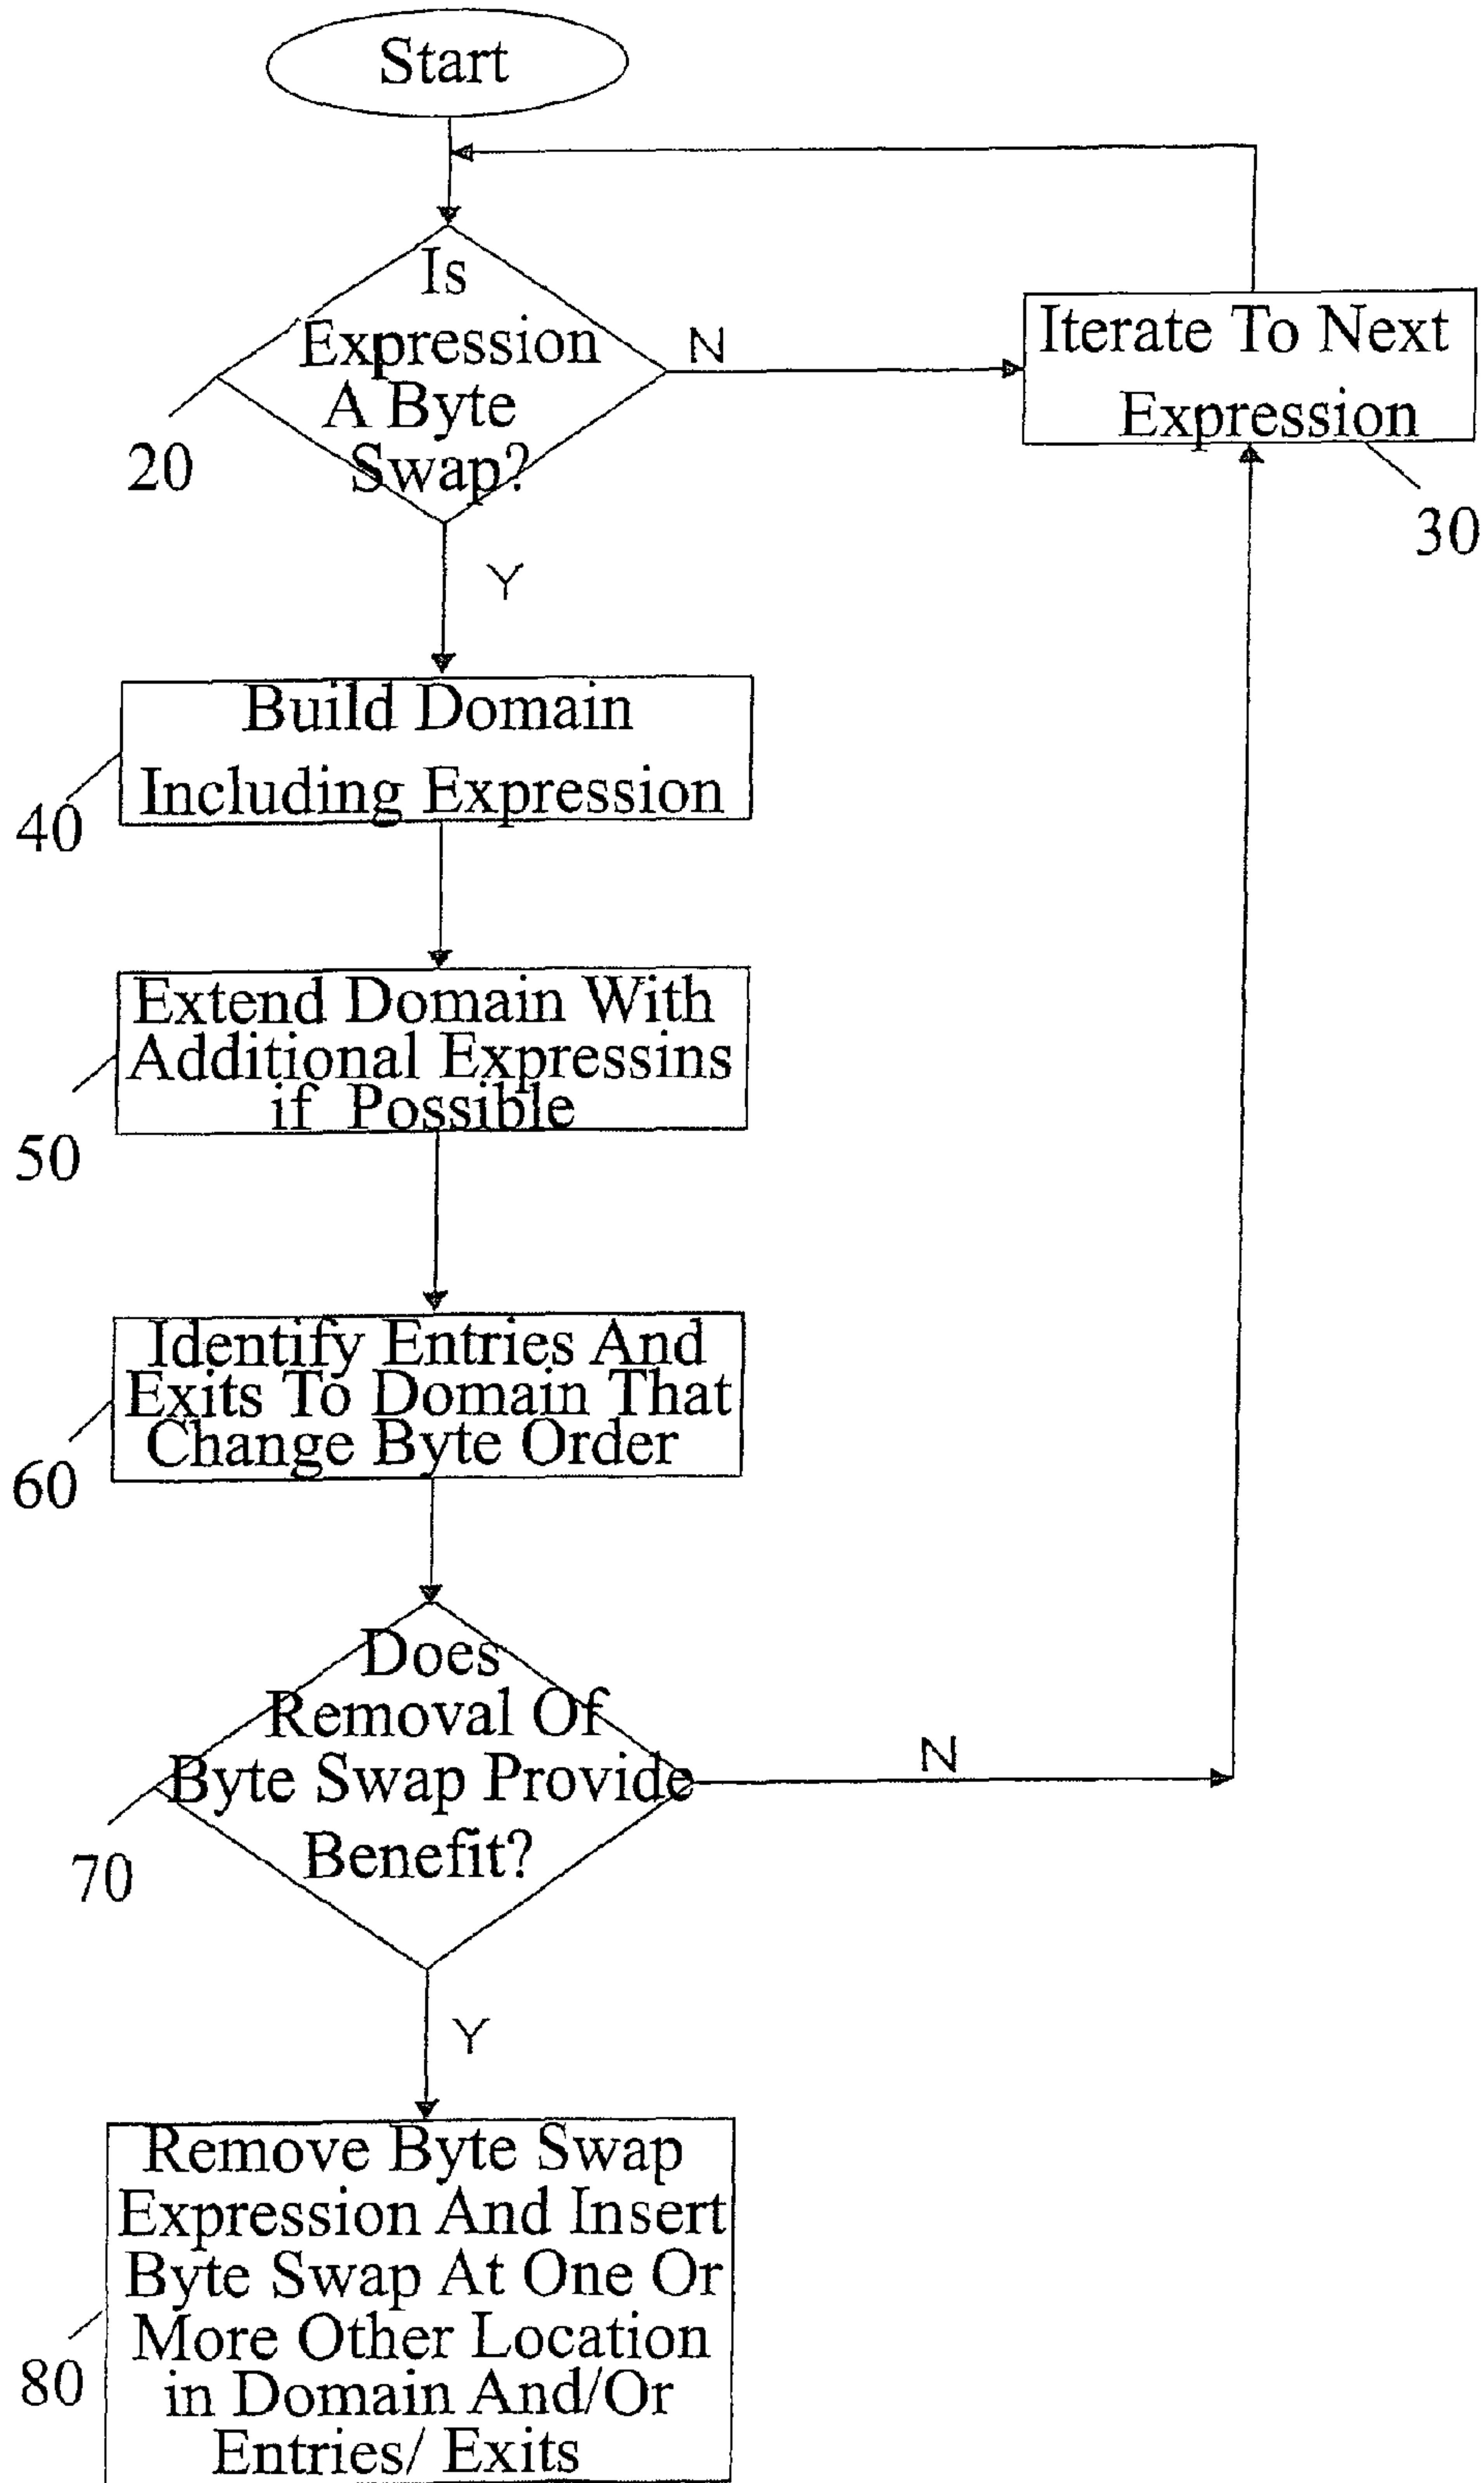 Start
Is
Expression
A Byte
Swap?
N
20
Y
Iterate To Next
Expression
30
Build Domain
Including Expression
40
Extend Domain With
Additional Expressins
if Possible
50
Identify Entries And
Exits To Domain That
Change Byte Order
60
Does
Removal Of
Byte Swap Provide
Benefit?
N
70
Y
Remove Byte Swap
Expression And Insert
Byte Swap At One Or
More Other Location
in Domain And/Or
Entries/ Exits
80